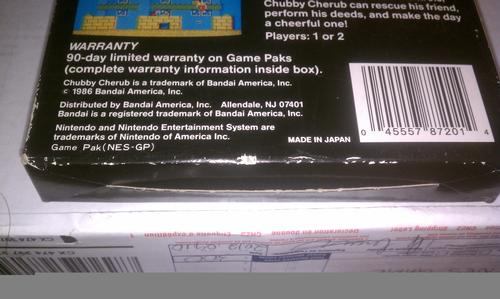 Chubby Cherub can rescue his friend,
perform his deeds, and make the day
a cheerful one!
Players: 1 or 2
WARRANTY
90-day limited warranty on Game Paks
(complete warranty information inside box).
Chubby Cherub is a trademark of Bandai America, Inc.
© 1986 Bandai America, Inc.
Distributed by Bandai America, Inc. Allendale, NJ 07401
Bandai is a registered trademark of Bandai America, Inc.
Nintendo and Nintendo Entertainment System are
trademarks of Nintendo of America Inc.
Game Pak(NES-GP)
MADE IN JAPAN
0 45557 87201 4